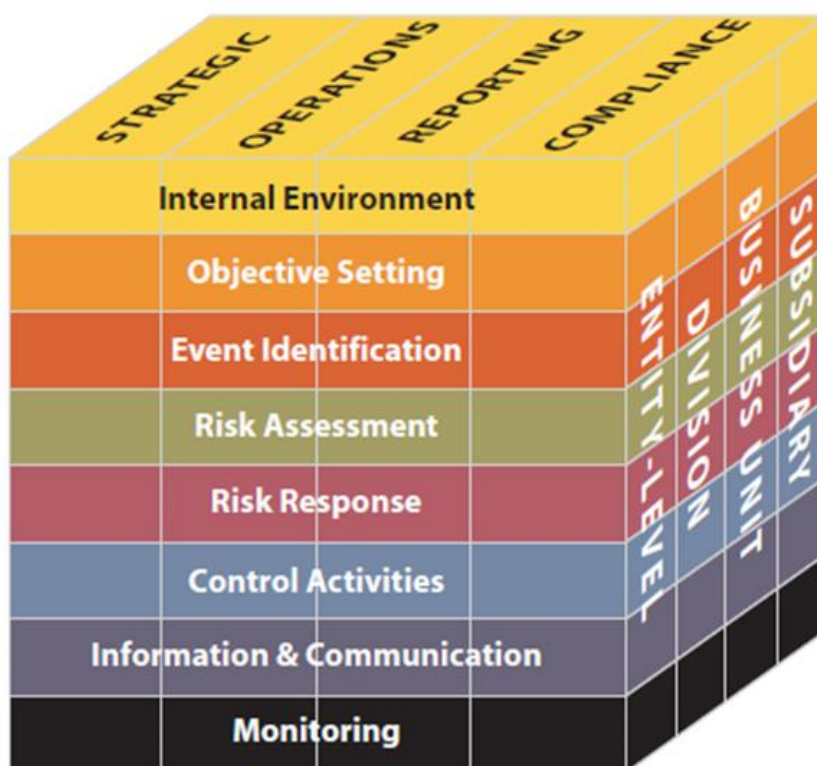 STRATEGIC
OPERATIONS
REPORTING
COMPLIANCE
Internal Environment
Objective Setting
Event Identification
Risk Assessment
Risk Response
Control Activities
Information & Communication
Monitoring
ENTITY-LEVEL
DIVISION
BUSINESS UNIT
SUBSIDIARY